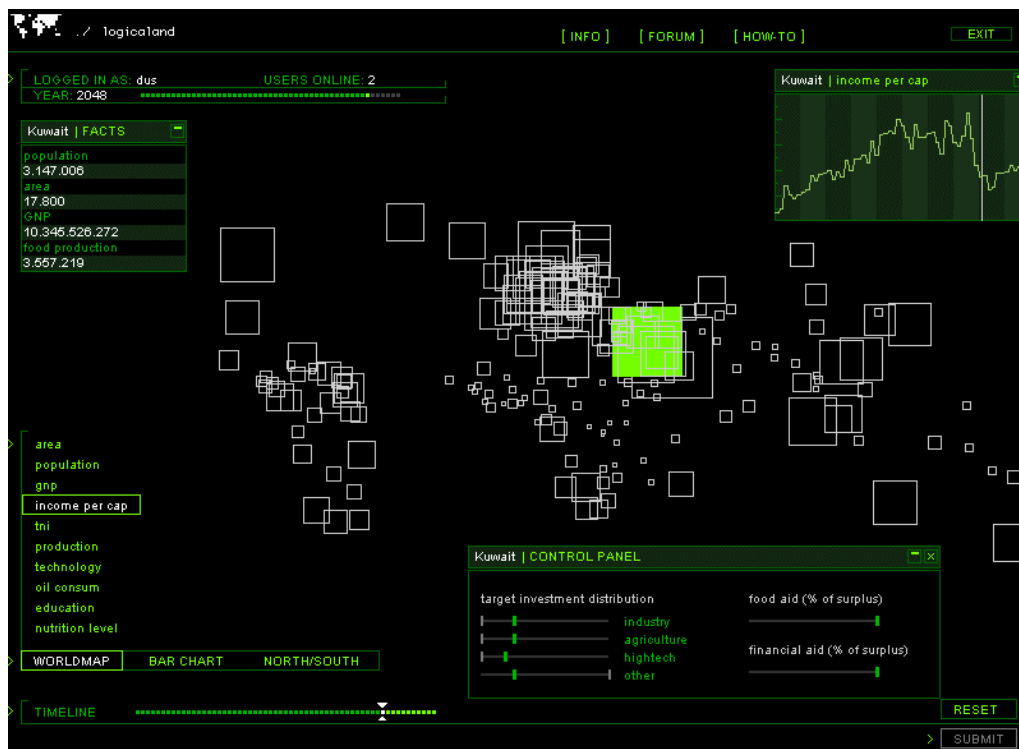 ./ logicaland
[ INFO ] [ FORUM ] [ HOW-TO ] EXIT
LOGGED IN AS: dus USERS ONLINE: 2
YEAR: 2048
Kuwait | income per cap
Kuwait | FACTS
population
3.147.006
area
17.800
GNP
10.345.526.272
food production
3.557.219
area
population
gnp
income per cap
tni
production
technology
oil consum
education
nutrition level
WORLDMAP BAR CHART NORTH/SOUTH
Kuwait | CONTROL PANEL
target investment distribution
industry
agriculture
hightech
other
food aid (% of surplus)
financial aid (% of surplus)
TIMELINE
RESET
> SUBMIT